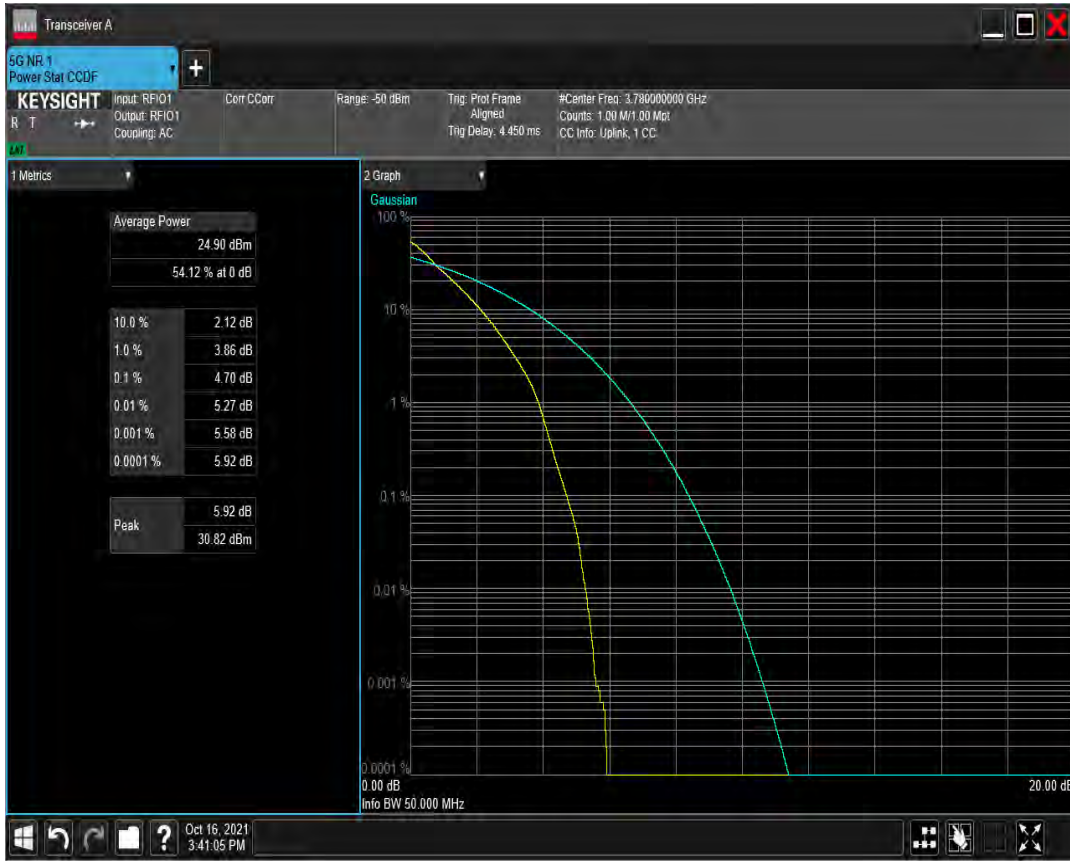 Transceiver A
5G NR 1
Power Stat CCDF
+
KEYSIGHT
R T
Input: RFIO1
Output: RFIO1
Coupling: AC
Corr CCorr
Range: -50 dBm
Trig: Prot Frame
Aligned
Trig Delay: 4.450 ms
#Center Freq: 3.780000000 GHz
Counts: 1.00 M/1.00 Mpt
CC Info: Uplink, 1 CC
1 Metrics
Average Power
24.90 dBm
54.12 % at 0 dB
10.0 % 2.12 dB
1.0 % 3.86 dB
0.1 % 4.70 dB
0.01 % 5.27 dB
0.001 % 5.58 dB
0.0001 % 5.92 dB
Peak
5.92 dB
30.82 dBm
2 Graph
Gaussian
100 %
10 %
1 %
0.1 %
0.01 %
0.001 %
0.0001 %
0.00 dB
20.00 dB
Info BW 50.000 MHz
?
Oct 16, 2021
3:41:05 PM